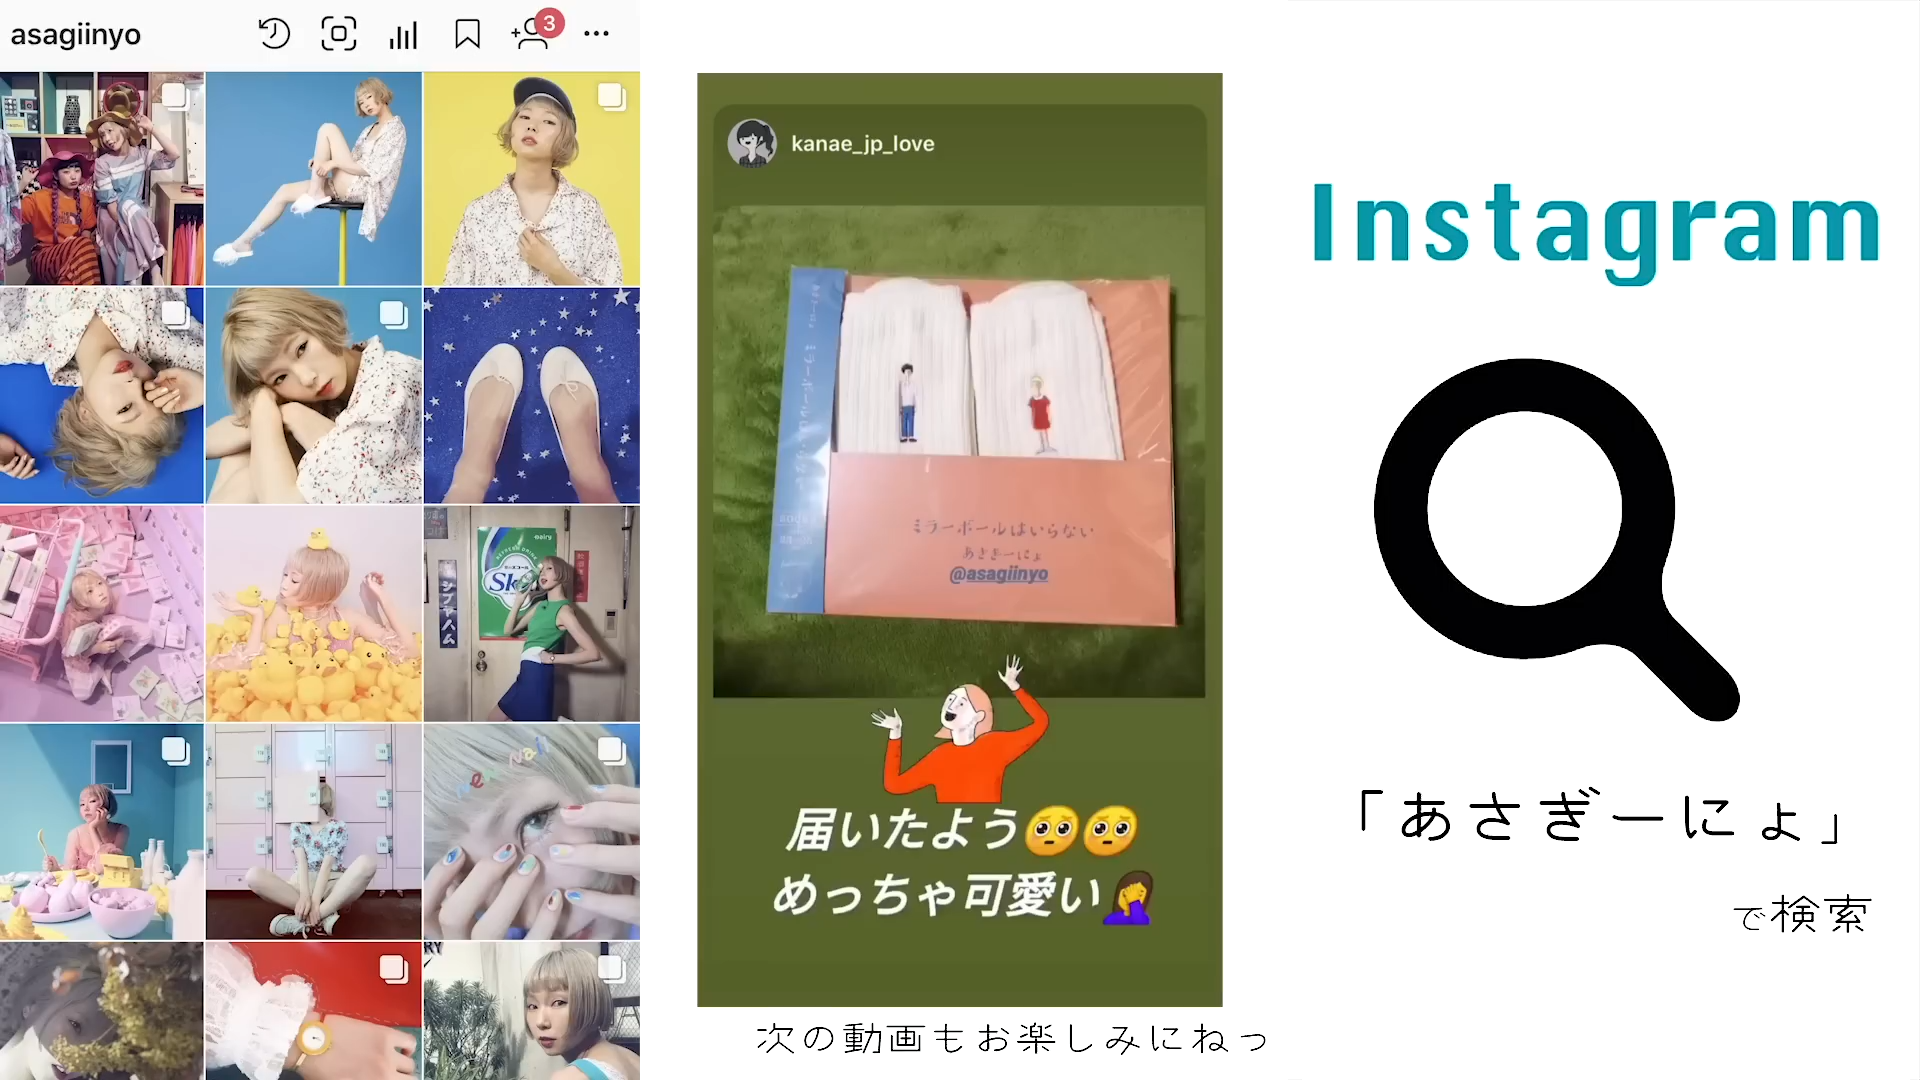 asagiinyo
3
kanae_jp_love
ミラーボールはいらない
あさぎーにょ
@asagiinyo
届いたよう🥺🥺
めっちゃ可愛い🤦‍♀️
次の動画もお楽しみにねっ
Instagram
「あさぎーにょ」
で検索